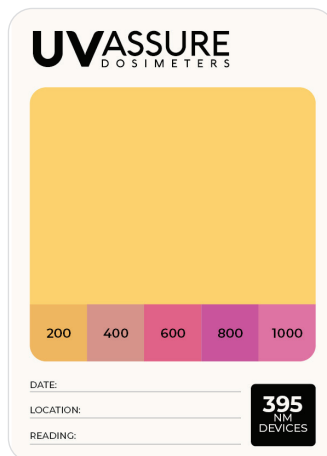 UVASSURE
DOSIMETERS
200 400 600 800 1000
DATE:
LOCATION:
READING:
395
NM
DEVICES